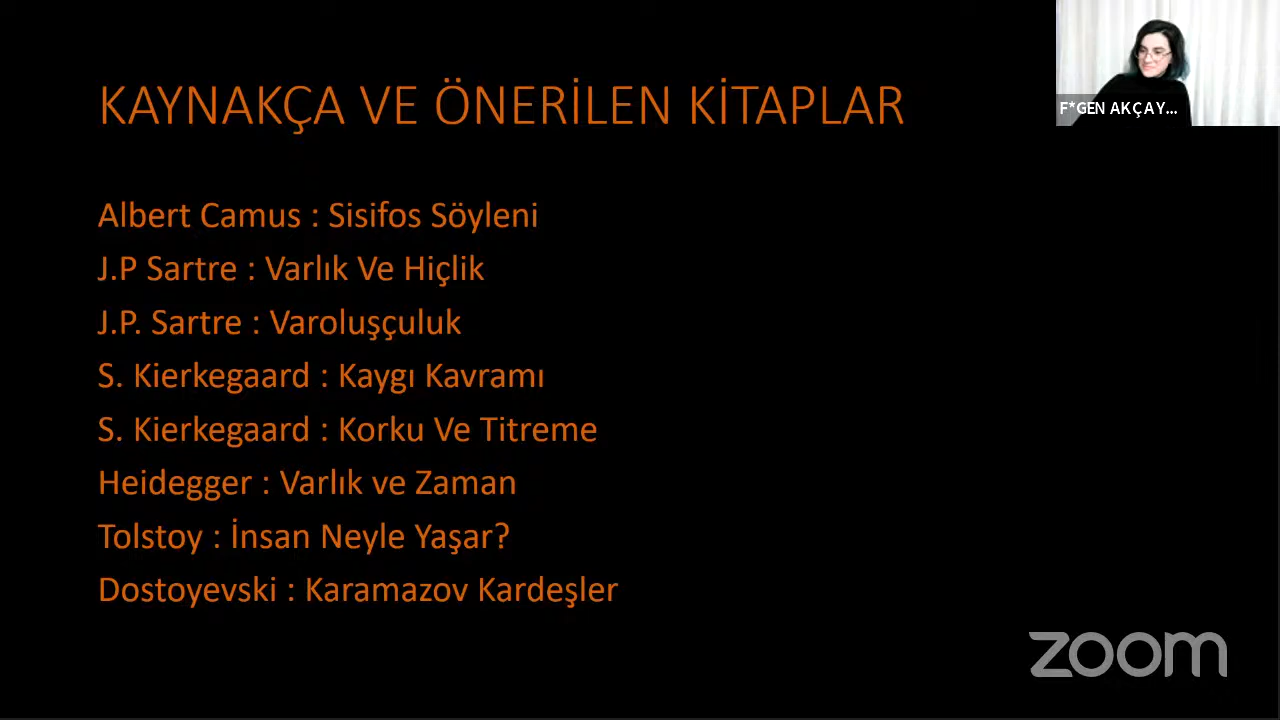 KAYNAKÇA VE ÖNERİLEN KİTAPLAR
F*GEN AKÇAY...
Albert Camus : Sisifos Söyleni
J.P Sartre : Varlık Ve Hiçlik
J.P. Sartre : Varoluşçuluk
S. Kierkegaard : Kaygı Kavramı
S. Kierkegaard : Korku Ve Titreme
Heidegger : Varlık ve Zaman
Tolstoy : İnsan Neyle Yaşar?
Dostoyevski : Karamazov Kardeşler
zoom